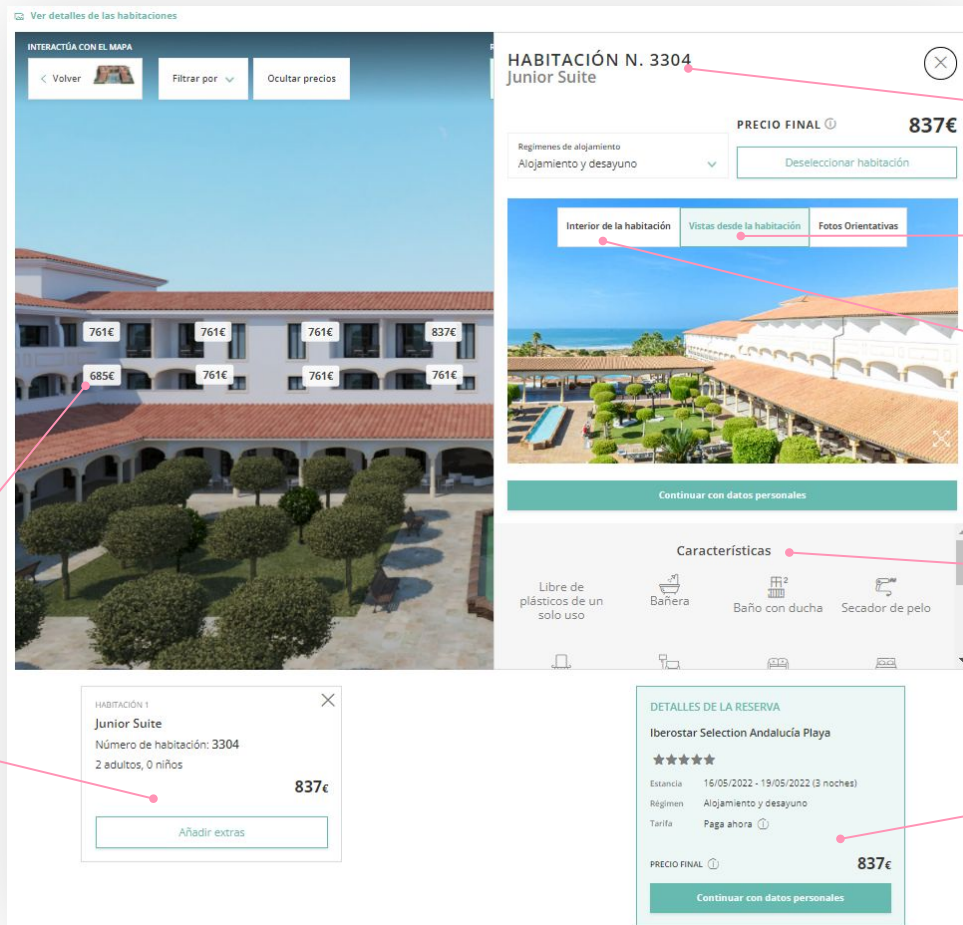 Ver detalles de las habitaciones
INTERACTÚA CON EL MAPA
Volver
Filtrar por
Ocultar precios
HABITACIÓN N. 3304
Junior Suite
PRECIO FINAL
837€
Regímenes de alojamiento
Alojamiento y desayuno
Deseleccionar habitación
Interior de la habitación
Vistas desde la habitación
Fotos Orientativas
761€ 761€ 761€ 837€
685€ 761€ 761€ 761€
Continuar con datos personales
Características
Libre de
plásticos de un
solo uso
Bañera
Baño con ducha
Secador de pelo
HABITACIÓN 1
Junior Suite
Número de habitación: 3304
2 adultos, 0 niños
837€
Añadir extras
DETALLES DE LA RESERVA
Iberostar Selection Andalucía Playa
Estancia 16/05/2022 - 19/05/2022 (3 noches)
Régimen Alojamiento y desayuno
Tarifa Paga ahora
PRECIO FINAL 837€
Continuar con datos personales